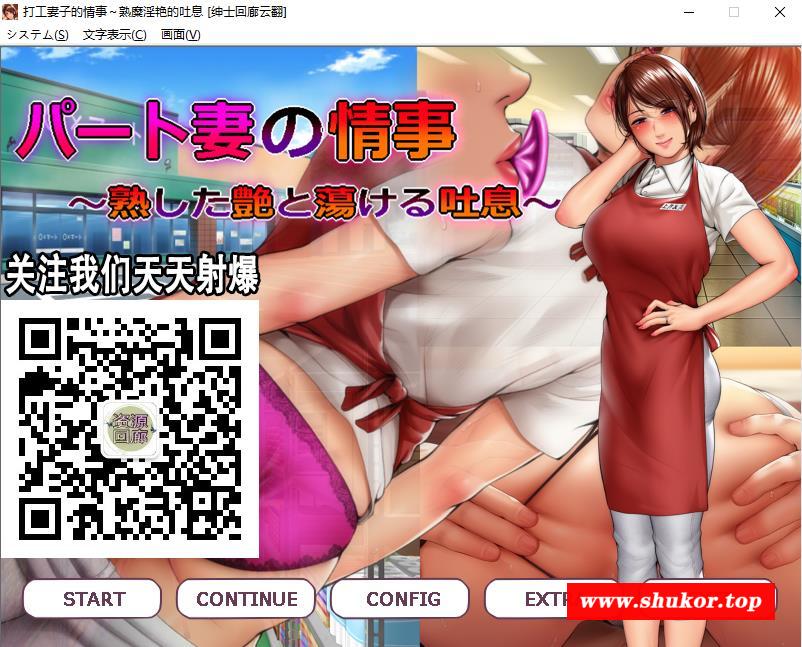 打工妻子的情事～熟糜淫艳的吐息 [绅士回廊云翻]
システム(S) 文字表示(C) 画面(V)
パート妻の情事
～熟した艶と蕩ける吐息～
关注我们天天射爆
资源
回廊
START CONTINUE CONFIG EXTR
www.shukor.top